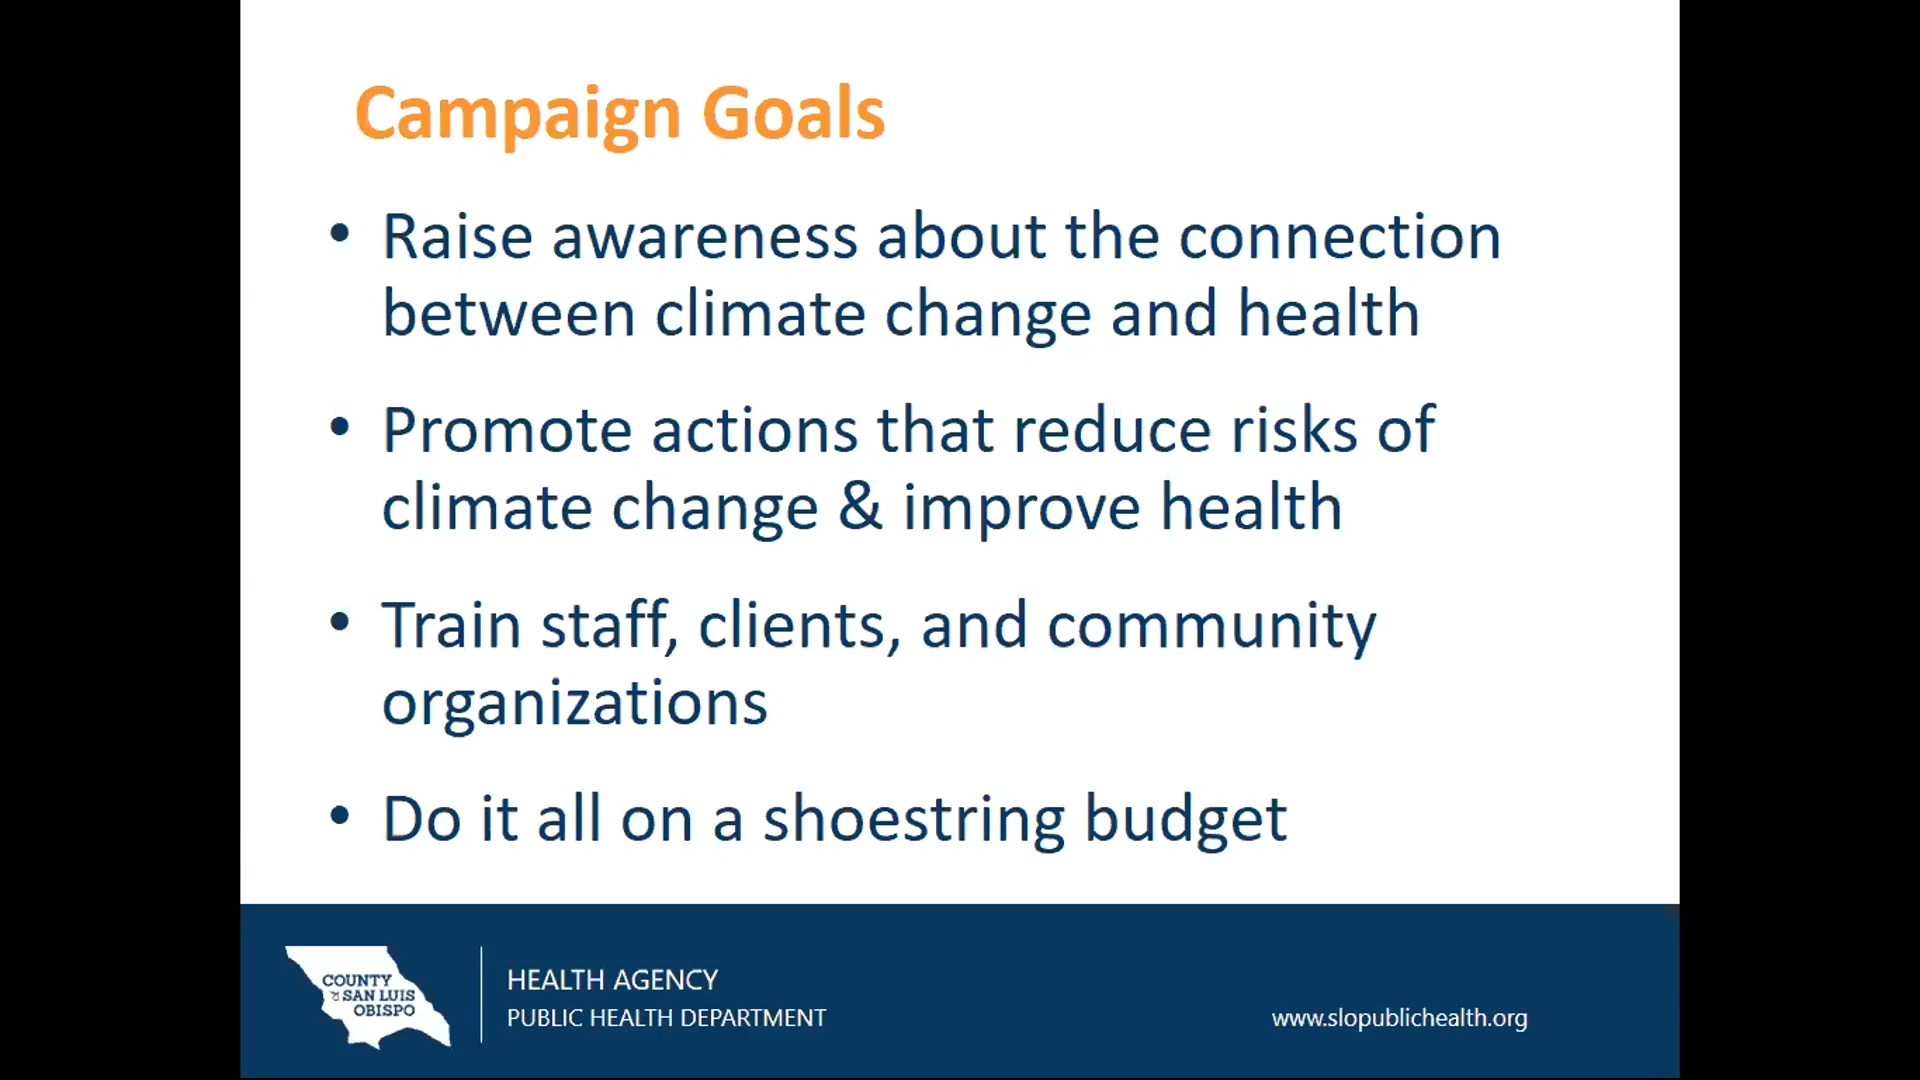 Campaign Goals
• Raise awareness about the connection
between climate change and health
• Promote actions that reduce risks of
climate change & improve health
• Train staff, clients, and community
organizations
• Do it all on a shoestring budget
COUNTY
OF SAN LUIS
OBISPO
HEALTH AGENCY
PUBLIC HEALTH DEPARTMENT
www.slopublichealth.org